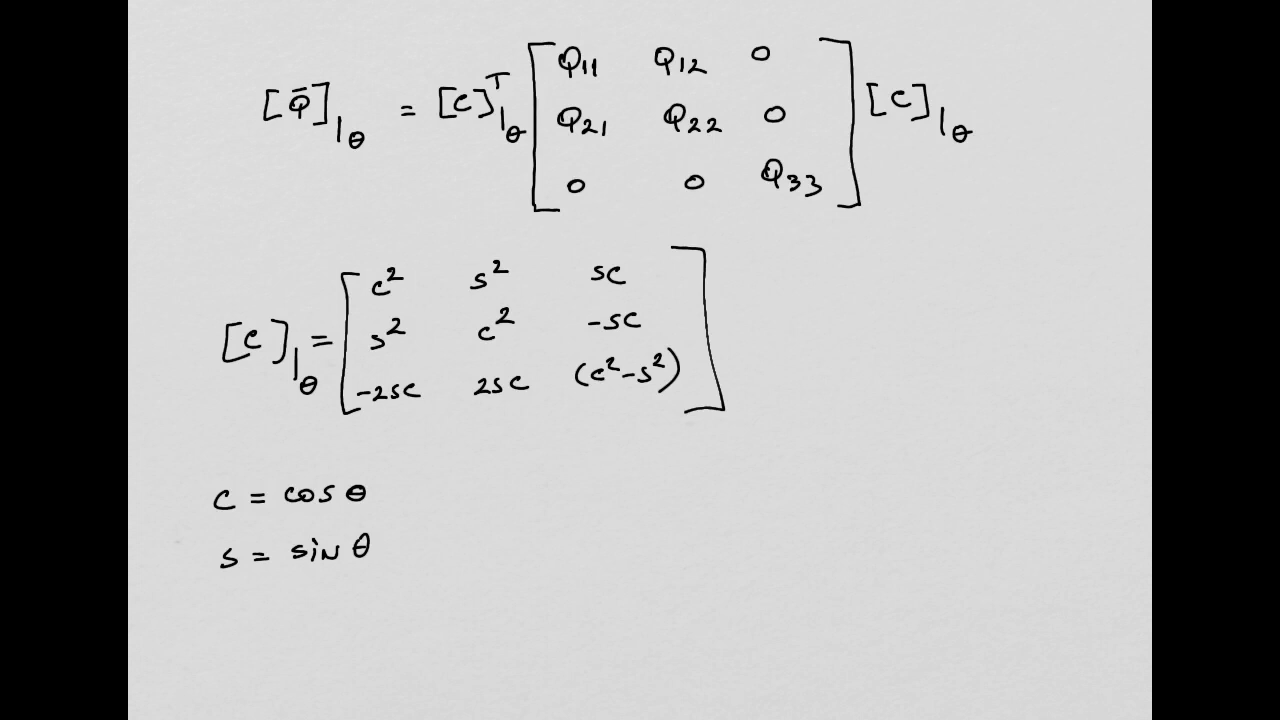 [Q̄]|θ = [C]ᵀ|θ [ Q11 Q12 0
Q21 Q22 0
0 0 Q33 ] [C]|θ
[C]|θ = [ c² s² sc
s² c² -sc
-2sc 2sc (c²-s²) ]
c = cos θ
s = sin θ